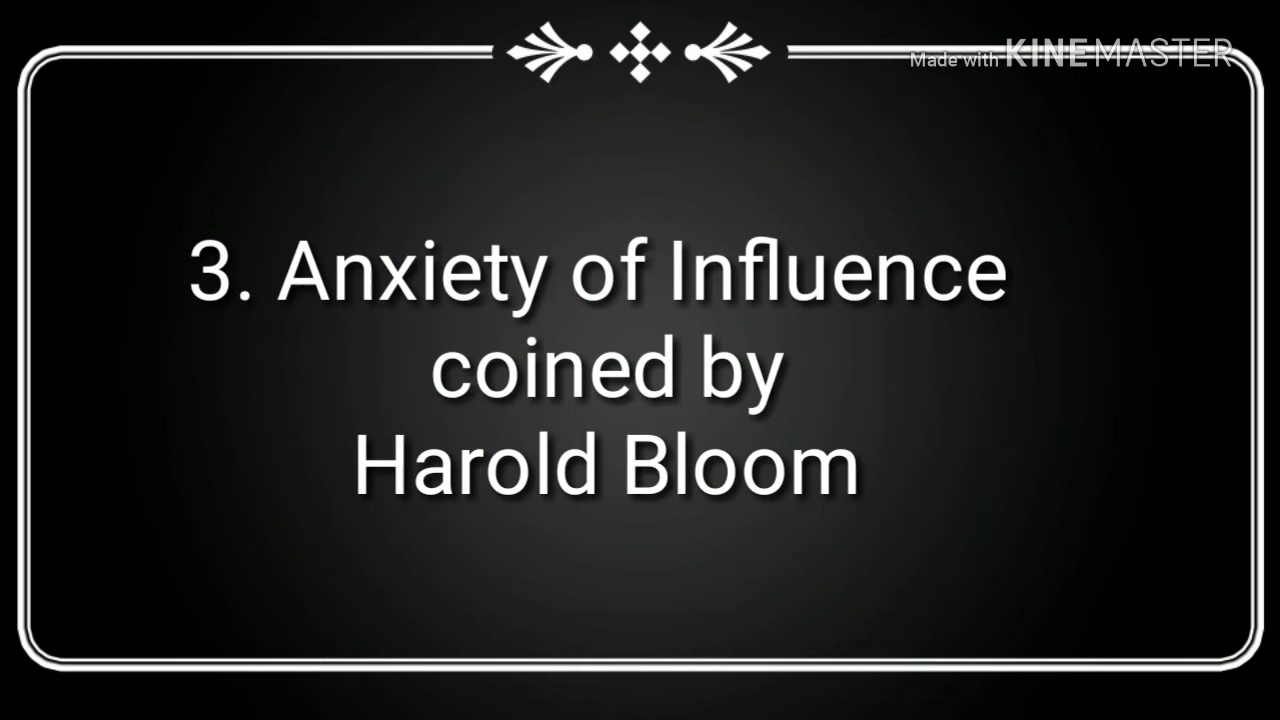 Made with KINEMASTER
3. Anxiety of Influence
coined by
Harold Bloom